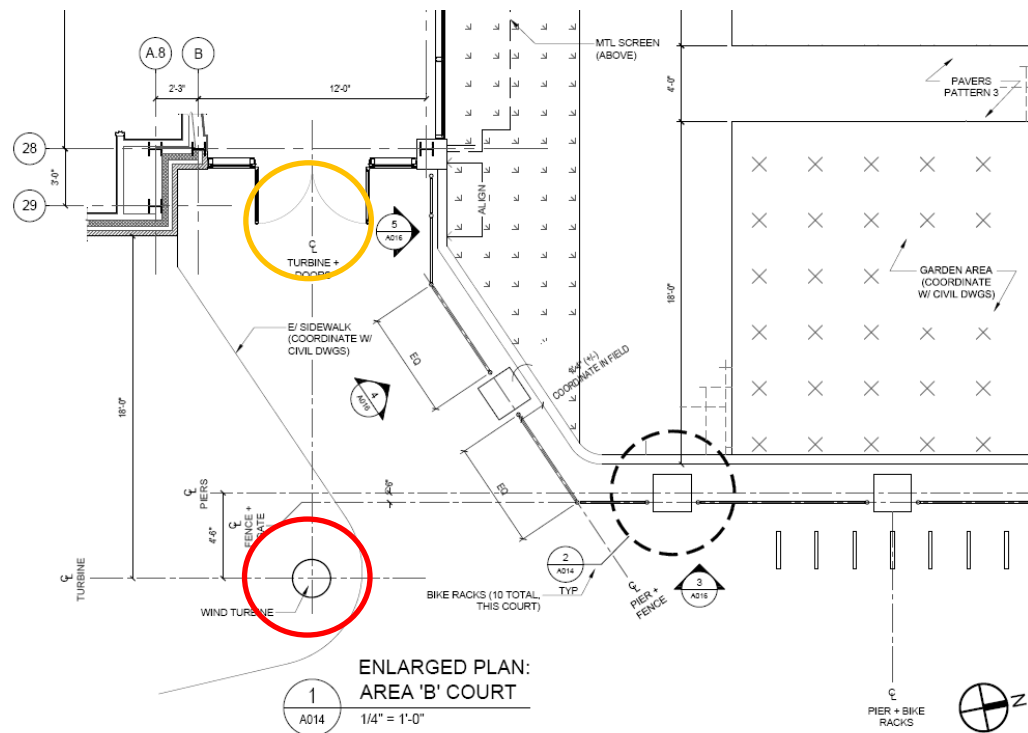 A.8
B
2'-3"
12'-0"
28
29
3'-0"
MTL SCREEN
(ABOVE)
4'-0"
PAVERS
PATTERN 3
ALIGN
5
A016
℄
TURBINE +
DOORS
GARDEN AREA
(COORDINATE
W/ CIVIL DWGS)
18'-0"
E/ SIDEWALK
(COORDINATE W/
CIVIL DWGS)
EQ
COORDINATE IN FIELD
4
A016
18'-0"
EQ
℄
PIERS
℄
FENCE +
GATE
4'-6"
℄
TURBINE
WIND TURBINE
2
A014
TYP
BIKE RACKS (10 TOTAL,
THIS COURT)
℄
PIER +
FENCE
3
A015
1
A014
ENLARGED PLAN:
AREA 'B' COURT
1/4" = 1'-0"
℄
PIER + BIKE
RACKS
N